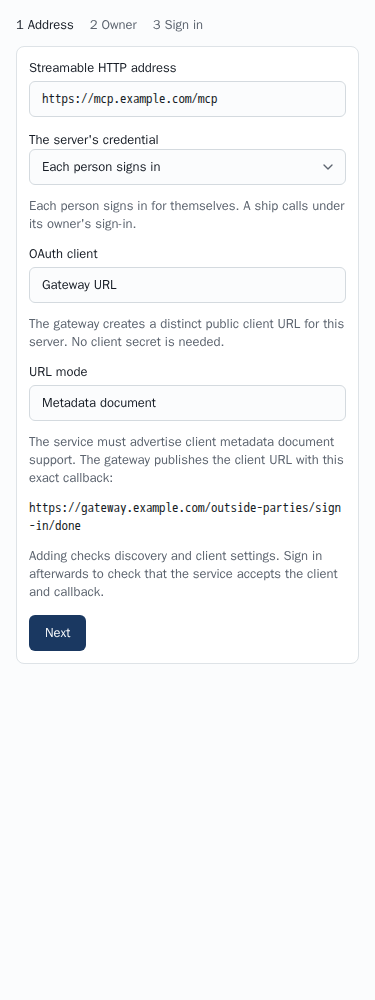 1 Address 2 Owner 3 Sign in
Streamable HTTP address
https://mcp.example.com/mcp
The server's credential
Each person signs in
Each person signs in for themselves. A ship calls under
its owner's sign-in.
OAuth client
Gateway URL
The gateway creates a distinct public client URL for this
server. No client secret is needed.
URL mode
Metadata document
The service must advertise client metadata document
support. The gateway publishes the client URL with this
exact callback:
https://gateway.example.com/outside-parties/sign
-in/done
Adding checks discovery and client settings. Sign in
afterwards to check that the service accepts the client
and callback.
Next